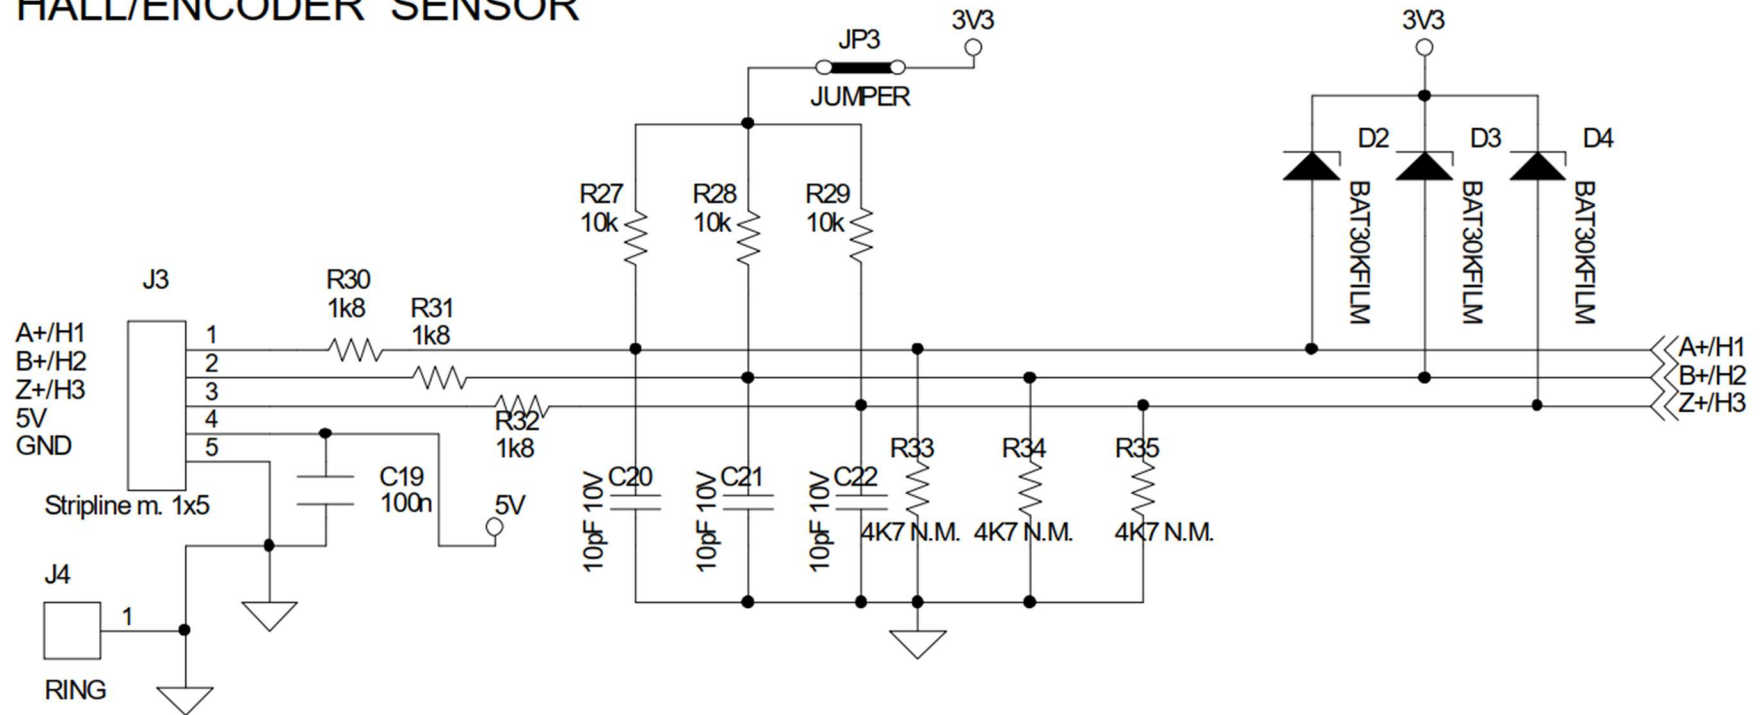 HALL/ENCODER SENSOR
3V3
JP3
JUMPER
3V3
D2
D3
D4
BAT30KFILM
BAT30KFILM
BAT30KFILM
R27
10k
R28
10k
R29
10k
J3
R30
1k8
R31
1k8
R32
1k8
A+/H1
B+/H2
Z+/H3
5V
GND
1
2
3
4
5
Stripline m. 1x5
C19
100n
5V
C20
10pF 10V
C21
10pF 10V
C22
10pF 10V
R33
4K7 N.M.
R34
4K7 N.M.
R35
4K7 N.M.
A+/H1
B+/H2
Z+/H3
J4
1
RING